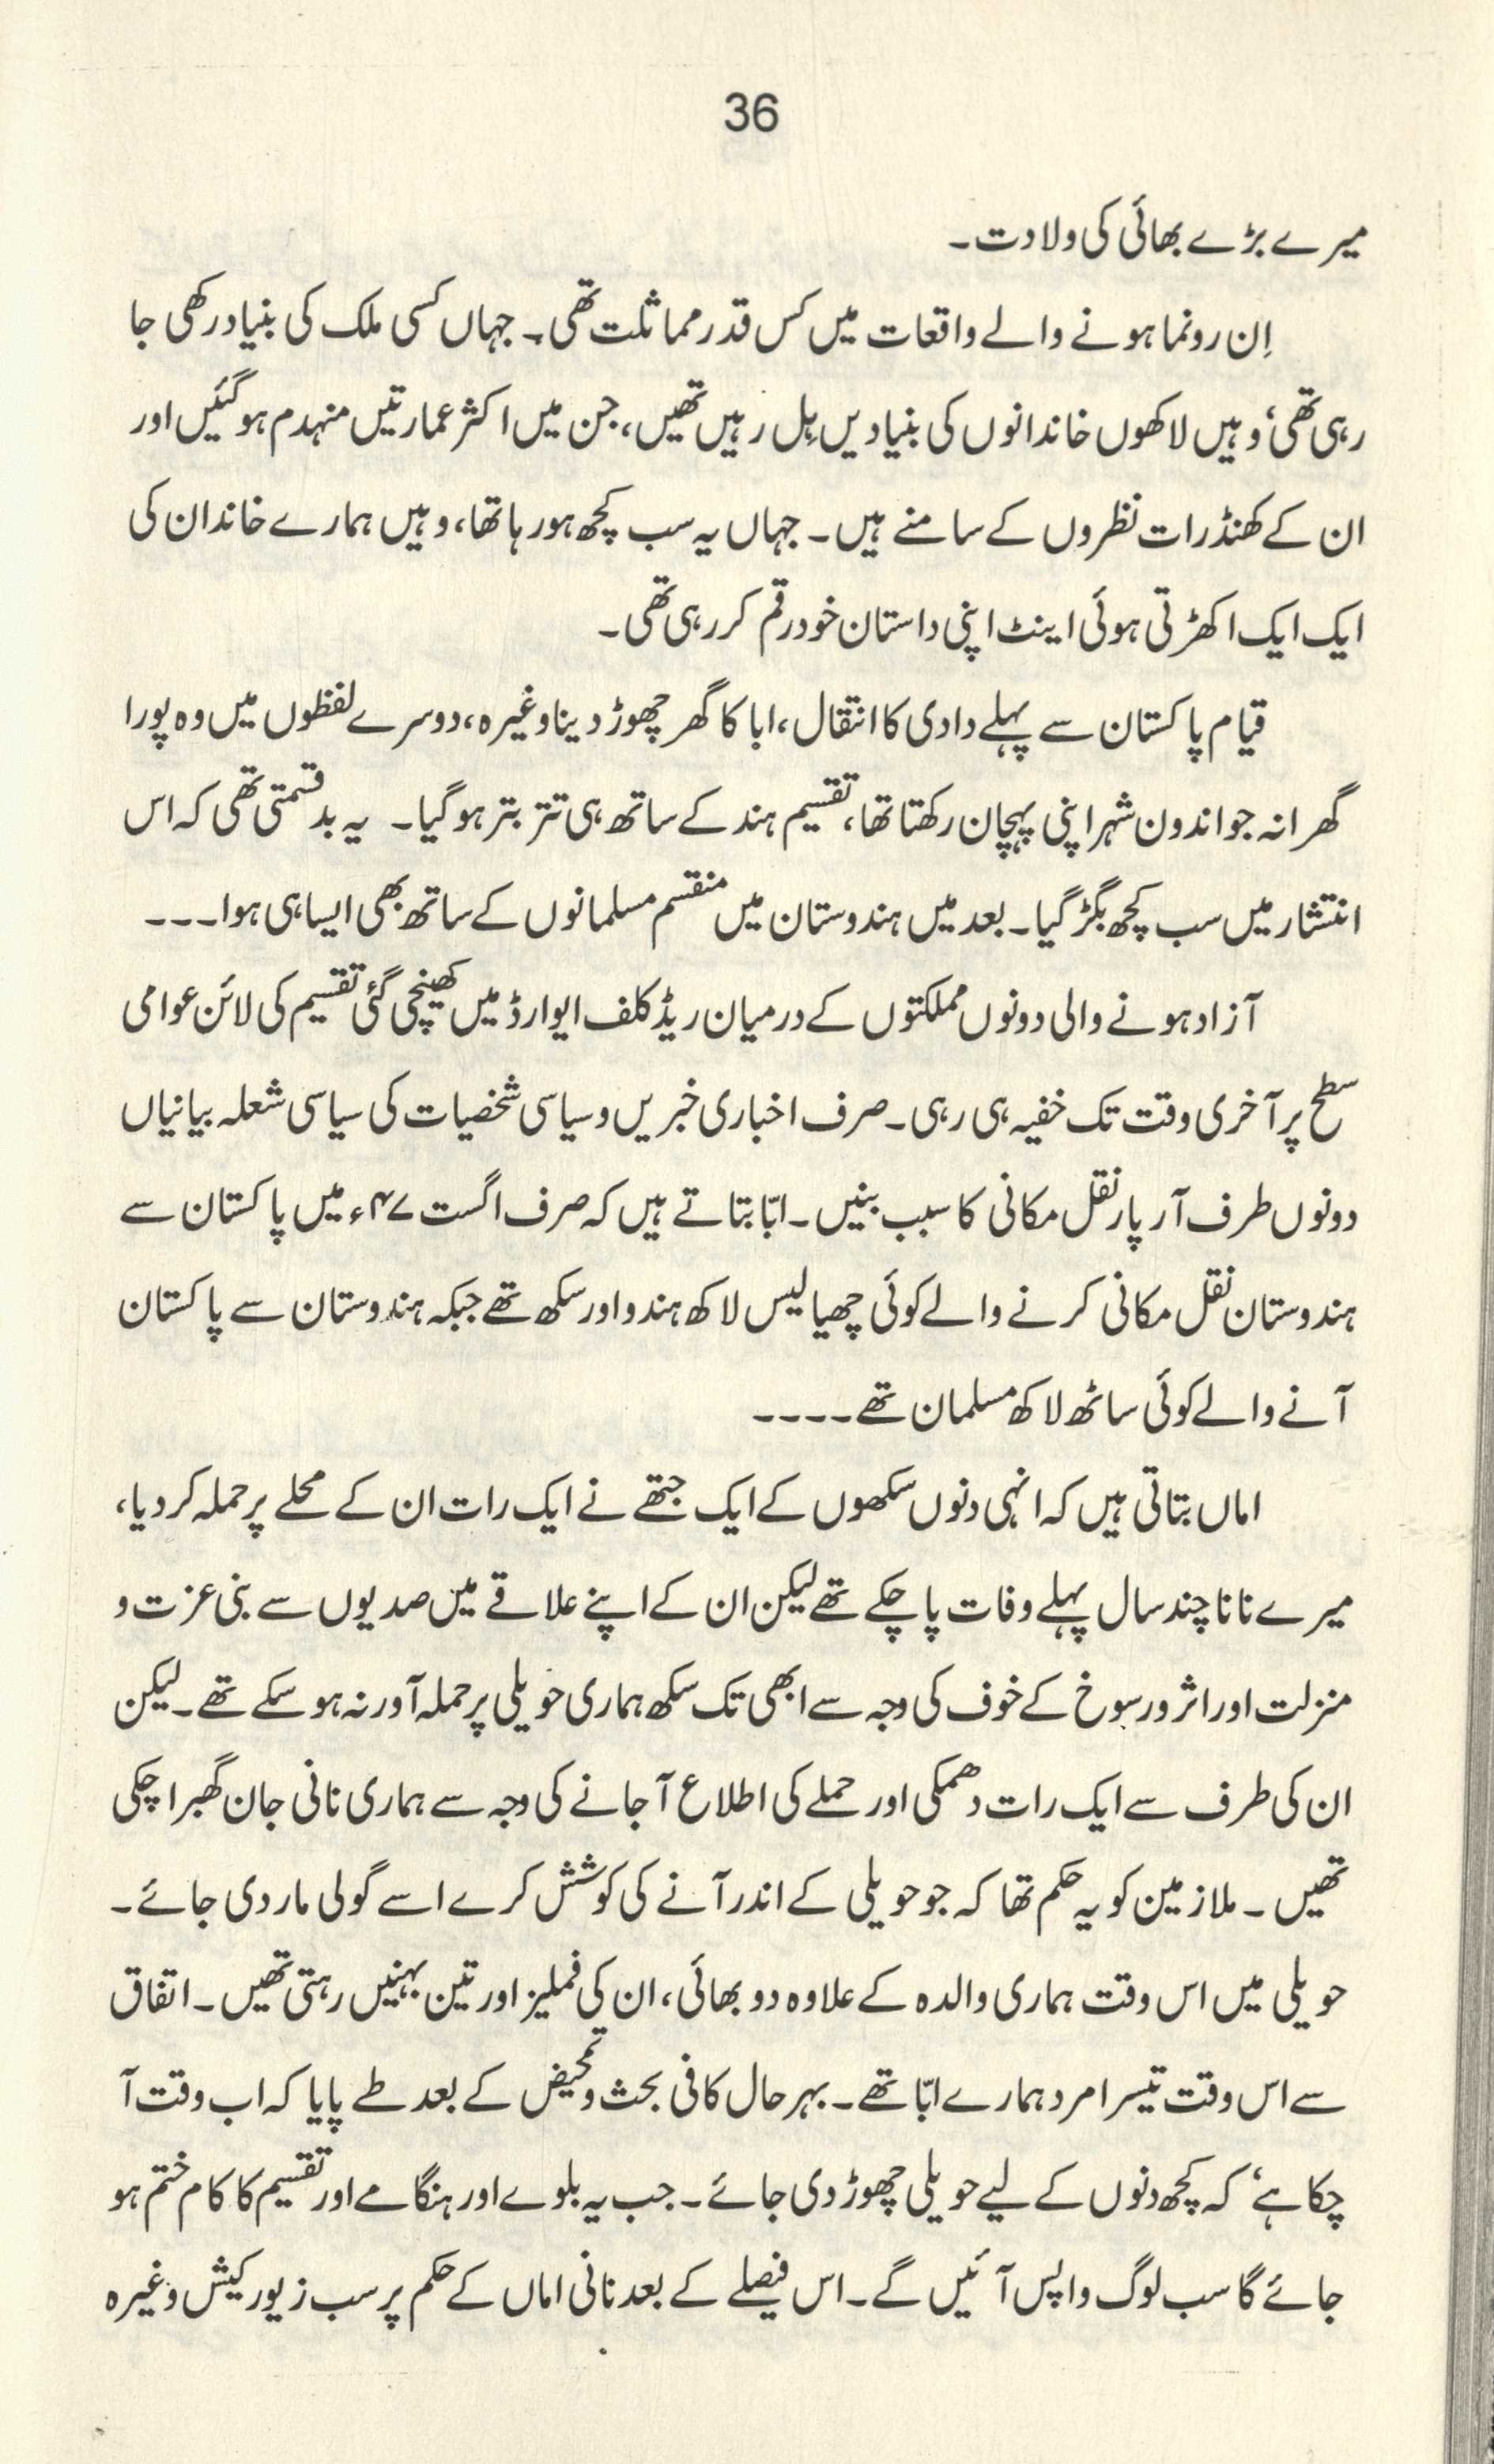 36
میرے بڑے بھائی کی ولادت۔
اِن رونما ہونے والے واقعات میں کس قدر مماثلت تھی۔ جہاں کسی ملک کی بنیاد رکھی جا
رہی تھی‘ وہیں لاکھوں خاندانوں کی بنیادیں ہِل رہیں تھیں، جن میں اکثر عمارتیں منہدم ہو گئیں اور
ان کے کھنڈرات نظروں کے سامنے ہیں۔ جہاں یہ سب کچھ ہو رہا تھا، وہیں ہمارے خاندان کی
ایک ایک اکھڑتی ہوئی اینٹ اپنی داستان خود رقم کر رہی تھی۔
قیام پاکستان سے پہلے دادی کا انتقال، ابا کا گھر چھوڑ دینا وغیرہ، دوسرے لفظوں میں وہ پورا
گھرانہ جو اندون شہر اپنی پہچان رکھتا تھا، تقسیم ہند کے ساتھ ہی تتر بتر ہو گیا۔ یہ بدقسمتی تھی کہ اس
انتشار میں سب کچھ بگڑ گیا۔ بعد میں ہندوستان میں منقسم مسلمانوں کے ساتھ بھی ایسا ہی ہوا۔۔۔
آزاد ہونے والی دونوں مملکتوں کے درمیان ریڈ کلف ایوارڈ میں کھینچی گئی تقسیم کی لائن عوامی
سطح پر آخری وقت تک خفیہ ہی رہی۔ صرف اخباری خبریں و سیاسی شخصیات کی سیاسی شعلہ بیانیاں
دونوں طرف آر پار نقل مکانی کا سبب بنیں۔ ابّا بتاتے ہیں کہ صرف اگست ۴۷ء میں پاکستان سے
ہندوستان نقل مکانی کرنے والے کوئی چھیالیس لاکھ ہندو اور سکھ تھے جبکہ ہندوستان سے پاکستان
آنے والے کوئی ساٹھ لاکھ مسلمان تھے۔۔۔۔
اماں بتاتی ہیں کہ انہی دنوں سکھوں کے ایک جتھے نے ایک رات ان کے محلے پر حملہ کر دیا،
میرے نانا چند سال پہلے وفات پا چکے تھے لیکن ان کے اپنے علاقے میں صدیوں سے بنی عزت و
منزلت اور اثر و رسوخ کے خوف کی وجہ سے ابھی تک سکھ ہماری حویلی پر حملہ آور نہ ہو سکے تھے۔ لیکن
ان کی طرف سے ایک رات دھمکی اور حملے کی اطلاع آ جانے کی وجہ سے ہماری نانی جان گھبرا چکی
تھیں۔ ملازمین کو یہ حکم تھا کہ جو حویلی کے اندر آنے کی کوشش کرے اسے گولی مار دی جائے۔
حویلی میں اس وقت ہماری والدہ کے علاوہ دو بھائی، ان کی فملیز اور تین بہنیں رہتی تھیں۔ اتفاق
سے اس وقت تیسرا مرد ہمارے ابّا تھے۔ بہرحال کافی بحث و تمحیض کے بعد طے پایا کہ اب وقت آ
چکا ہے‘ کہ کچھ دنوں کے لیے حویلی چھوڑ دی جائے۔ جب یہ بلوے اور ہنگامے اور تقسیم کا کام ختم ہو
جائے گا سب لوگ واپس آئیں گے۔ اس فیصلے کے بعد نانی اماں کے حکم پر سب زیور کیش وغیرہ